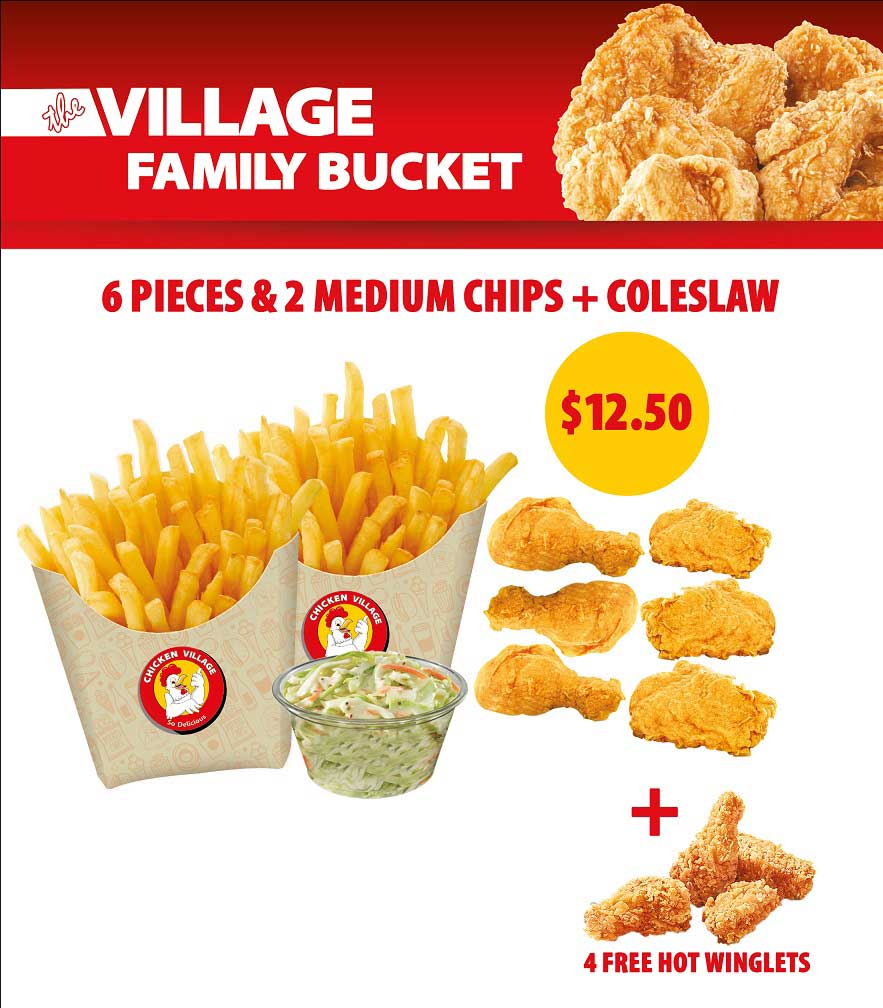 the VILLAGE
FAMILY BUCKET
6 PIECES & 2 MEDIUM CHIPS + COLESLAW
$12.50
CHICKEN VILLAGE
CHICKEN VILLAGE
So Delicious
+
4 FREE HOT WINGLETS